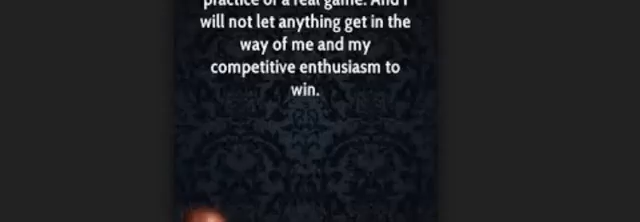 practice or a real game. And I
will not let anything get in the
way of me and my
competitive enthusiasm to
win.